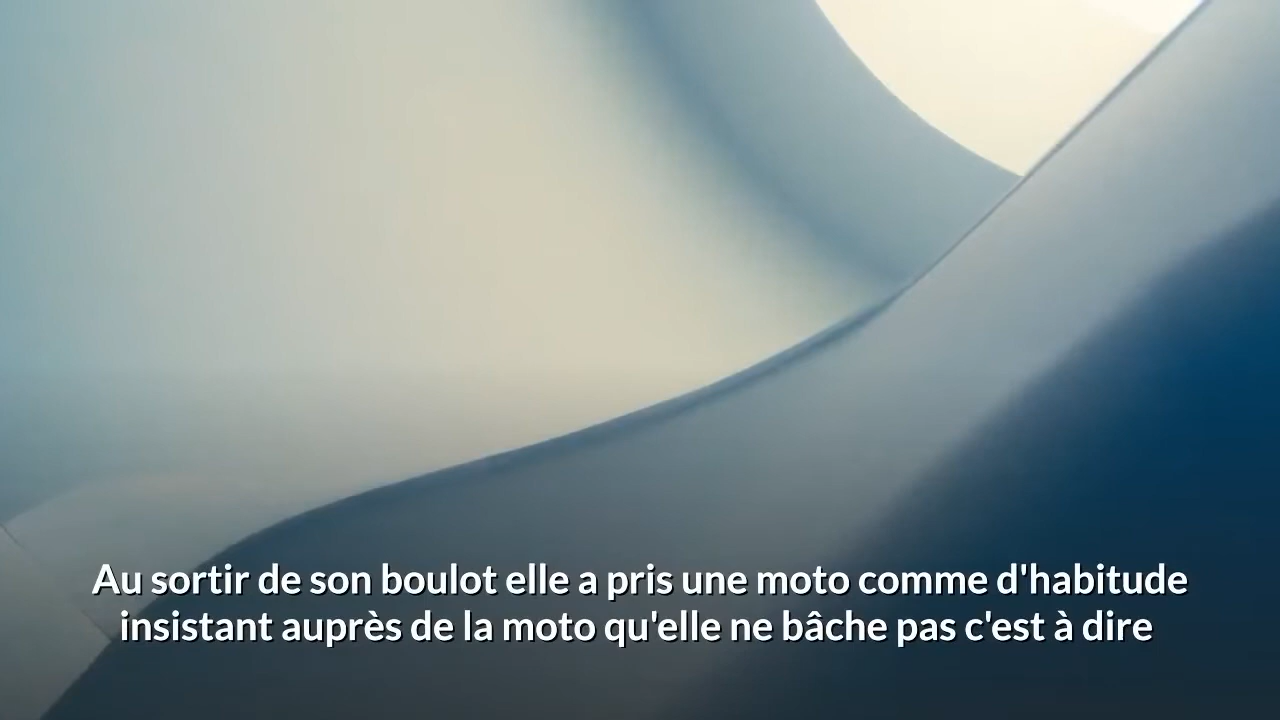 Au sortir de son boulot elle a pris une moto comme d'habitude
insistant auprès de la moto qu'elle ne bâche pas c'est à dire